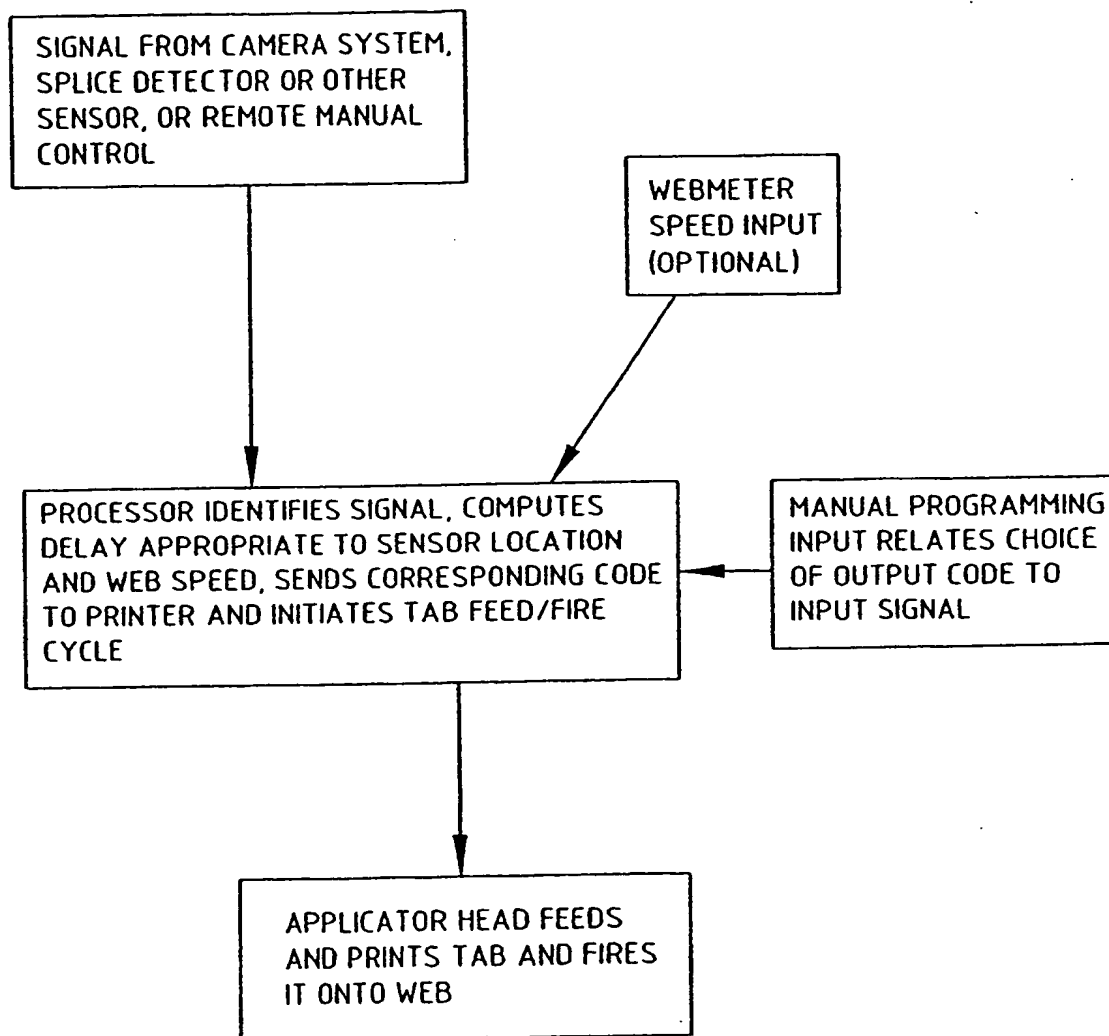 SIGNAL FROM CAMERA SYSTEM,
SPLICE DETECTOR OR OTHER
SENSOR, OR REMOTE MANUAL
CONTROL
WEBMETER
SPEED INPUT
(OPTIONAL)
PROCESSOR IDENTIFIES SIGNAL, COMPUTES
DELAY APPROPRIATE TO SENSOR LOCATION
AND WEB SPEED, SENDS CORRESPONDING CODE
TO PRINTER AND INITIATES TAB FEED/FIRE
CYCLE
MANUAL PROGRAMMING
INPUT RELATES CHOICE
OF OUTPUT CODE TO
INPUT SIGNAL
APPLICATOR HEAD FEEDS
AND PRINTS TAB AND FIRES
IT ONTO WEB